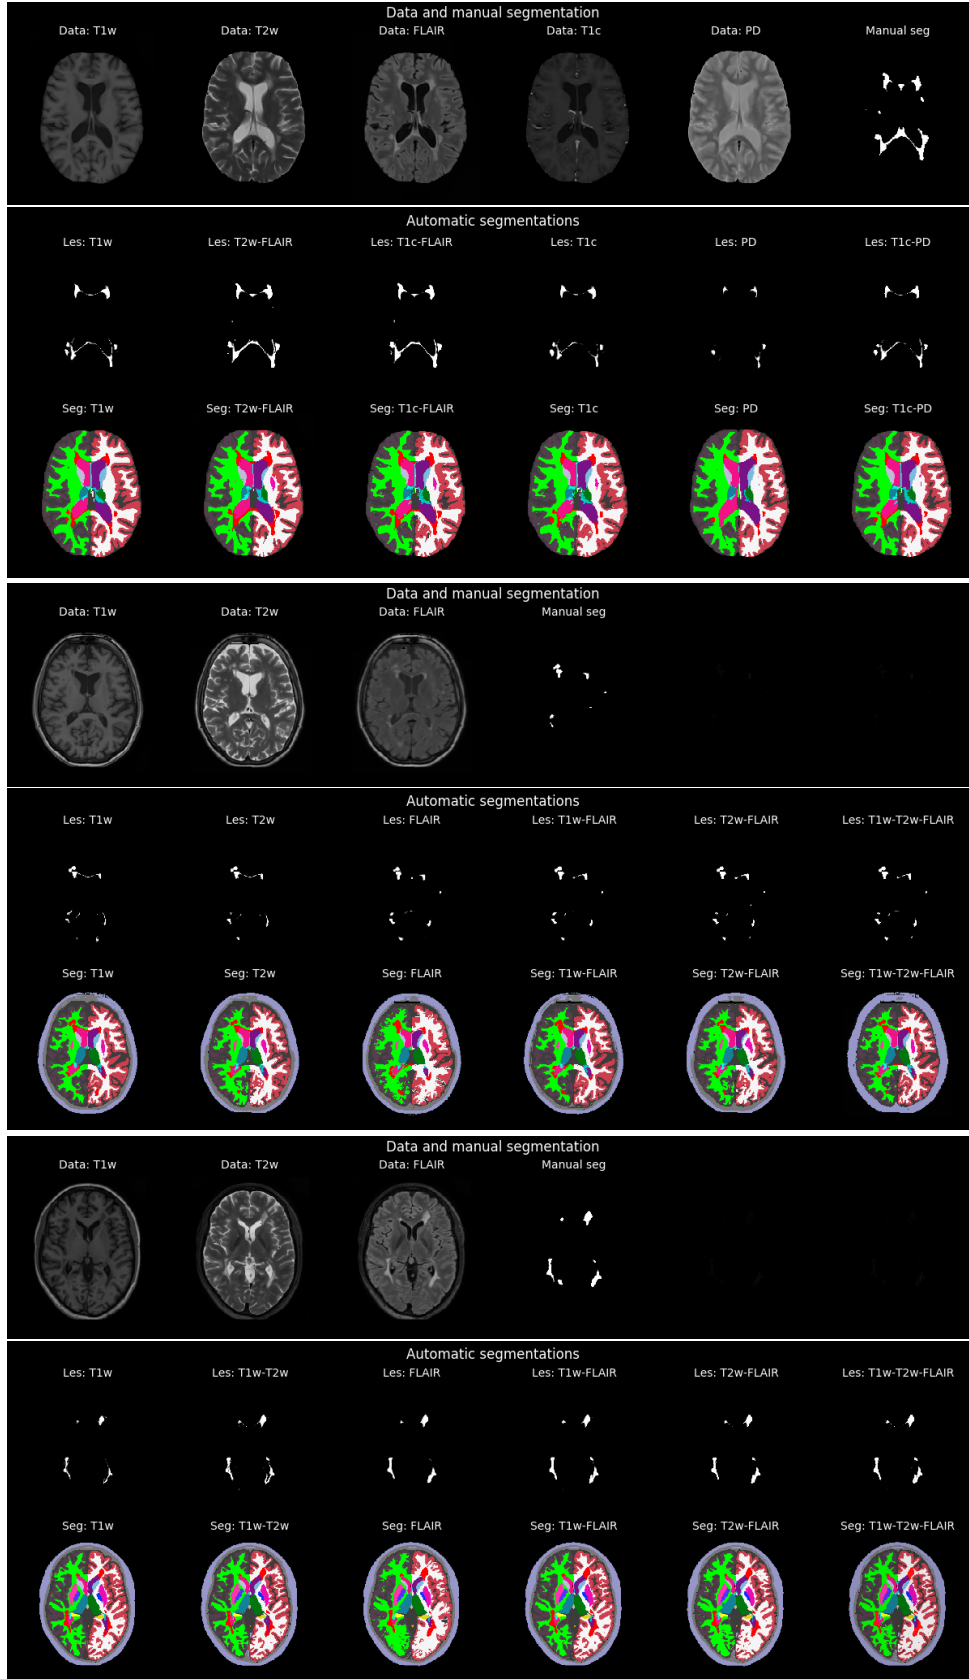 Data and manual segmentation
Data: T1w Data: T2w Data: FLAIR Data: T1c Data: PD Manual seg
Automatic segmentations
Les: T1w Les: T2w-FLAIR Les: T1c-FLAIR Les: T1c Les: PD Les: T1c-PD
Seg: T1w Seg: T2w-FLAIR Seg: T1c-FLAIR Seg: T1c Seg: PD Seg: T1c-PD
Data and manual segmentation
Data: T1w Data: T2w Data: FLAIR Manual seg
Automatic segmentations
Les: T1w Les: T2w Les: FLAIR Les: T1w-FLAIR Les: T2w-FLAIR Les: T1w-T2w-FLAIR
Seg: T1w Seg: T2w Seg: FLAIR Seg: T1w-FLAIR Seg: T2w-FLAIR Seg: T1w-T2w-FLAIR
Data and manual segmentation
Data: T1w Data: T2w Data: FLAIR Manual seg
Automatic segmentations
Les: T1w Les: T1w-T2w Les: FLAIR Les: T1w-FLAIR Les: T2w-FLAIR Les: T1w-T2w-FLAIR
Seg: T1w Seg: T1w-T2w Seg: FLAIR Seg: T1w-FLAIR Seg: T2w-FLAIR Seg: T1w-T2w-FLAIR